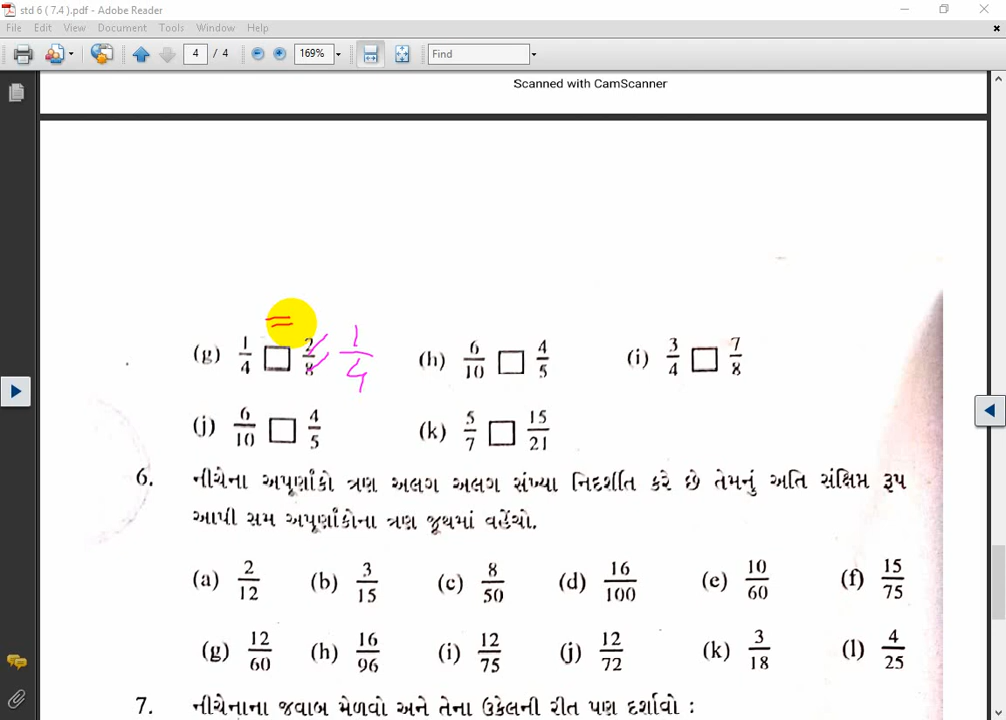 std 6 ( 7.4 ).pdf - Adobe Reader
File Edit View Document Tools Window Help
4 / 4 169% Find
Scanned with CamScanner
=
(g) 1/4 □ 2/8 1/4 (h) 6/10 □ 4/5 (i) 3/4 □ 7/8
(j) 6/10 □ 4/5 (k) 5/7 □ 15/21
6. નીચેના અપૂર્ણાંકો ત્રણ અલગ અલગ સંખ્યા નિદર્શીત કરે છે તેમનું અતિ સંક્ષિપ્ત રૂપ
આપી સમ અપૂર્ણાંકોના ત્રણ જૂથમાં વહેંચો.
(a) 2/12 (b) 3/15 (c) 8/50 (d) 16/100 (e) 10/60 (f) 15/75
(g) 12/60 (h) 16/96 (i) 12/75 (j) 12/72 (k) 3/18 (l) 4/25
7. નીચેનાના જવાબ મેળવો અને તેના ઉકેલની રીત પણ દર્શાવો :